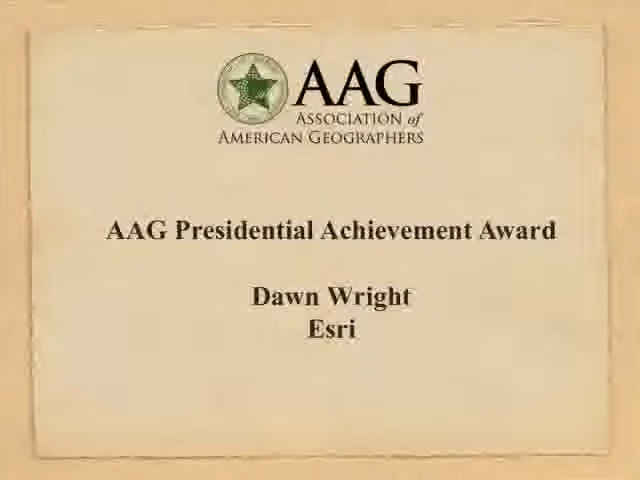 AAG
ASSOCIATION of
AMERICAN GEOGRAPHERS
AAG Presidential Achievement Award
Dawn Wright
Esri